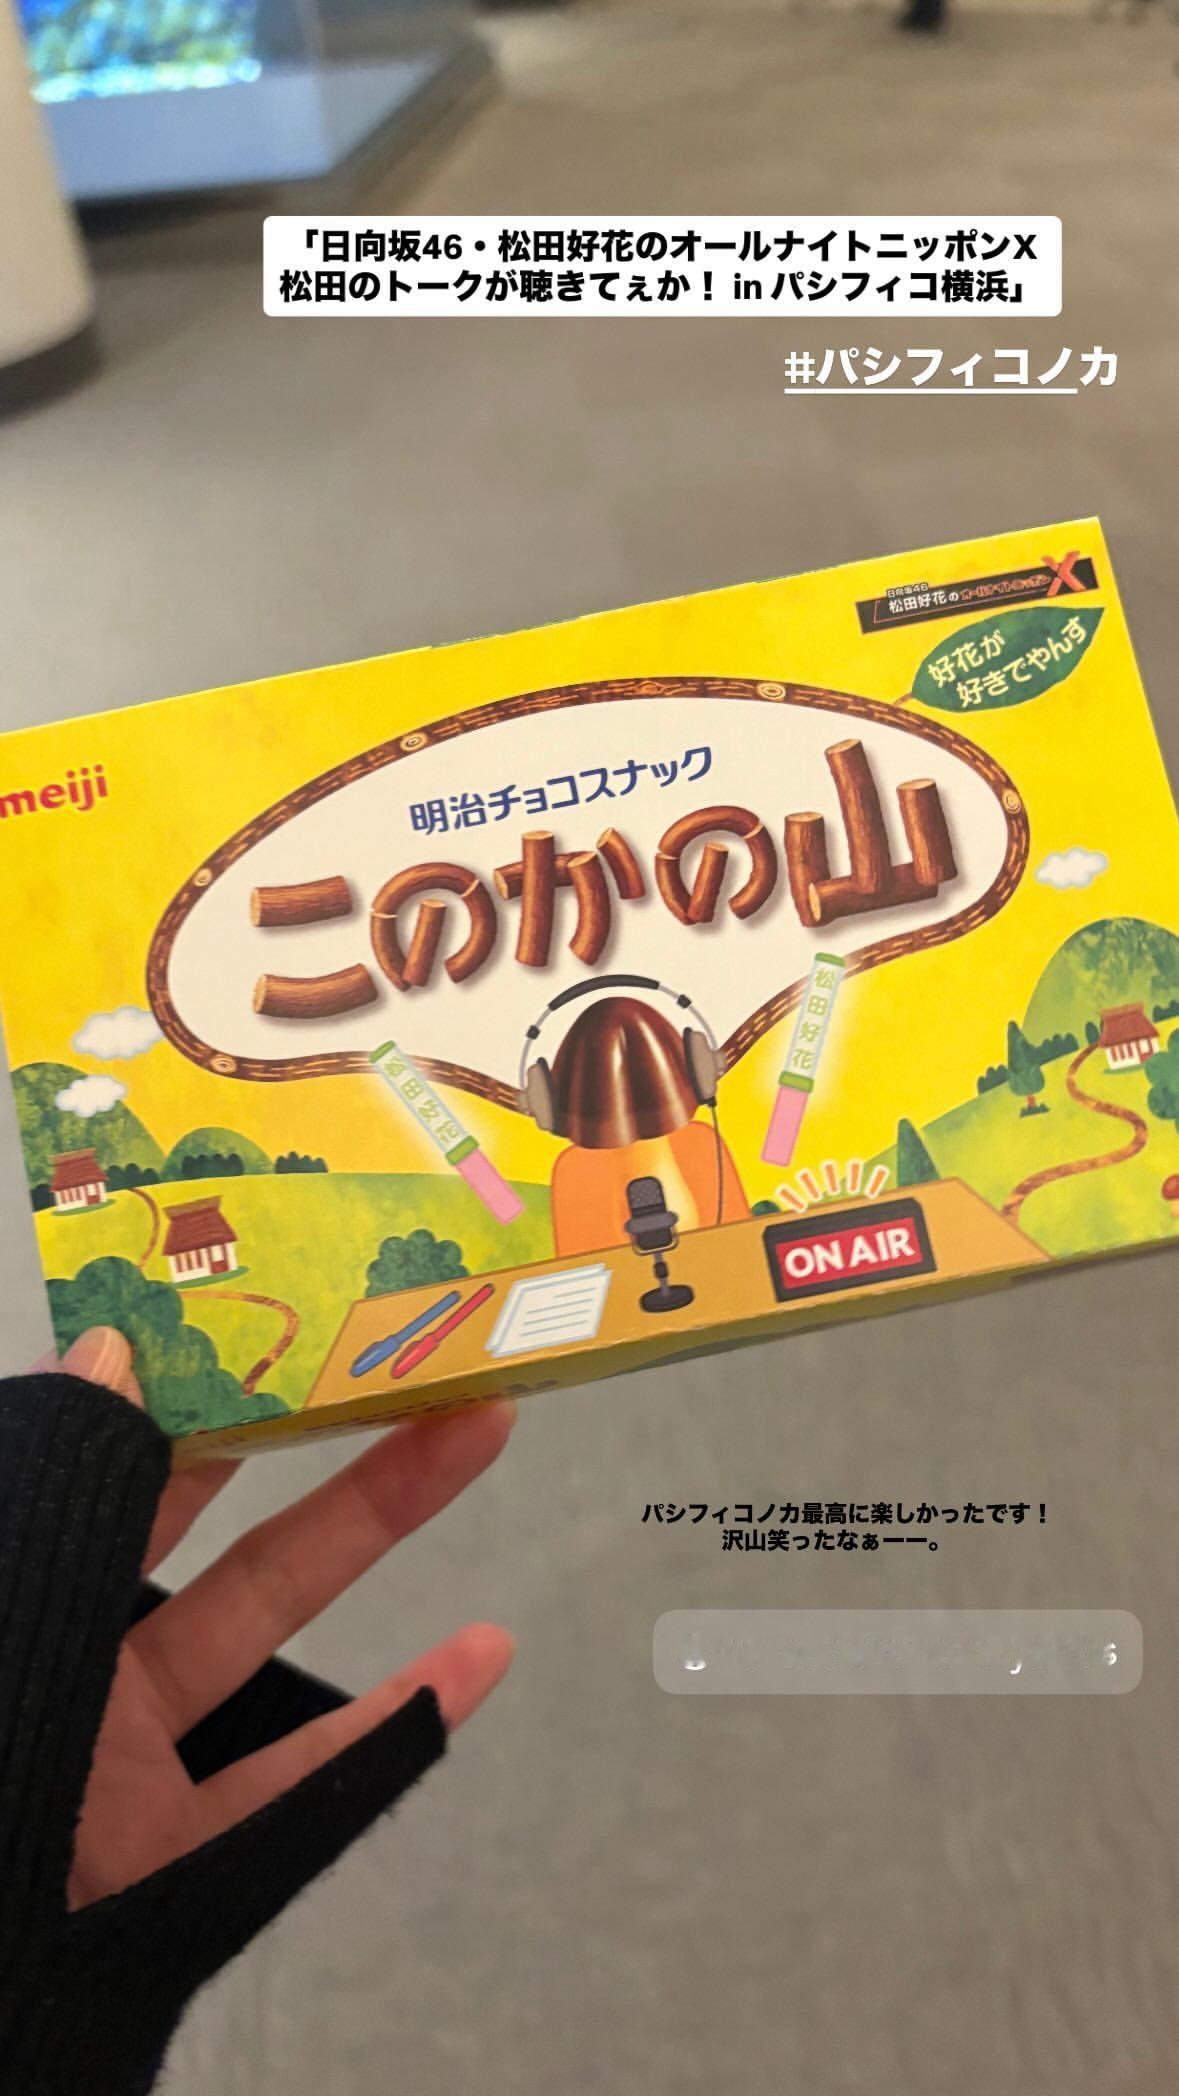 「日向坂46・松田好花のオールナイトニッポンX
松田のトークが聴きてぇか！ in パシフィコ横浜」
#パシフィコノカ
日向坂46
松田好花のオールナイトニッポンX
好花が
好きでやんす
meiji
明治チョコスナック
このかの山
松田好花
松田好花
ON AIR
パシフィコノカ最高に楽しかったです！
沢山笑ったなぁーー。